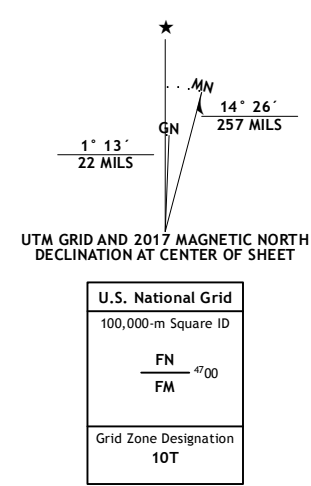 ★
MN
GN
14° 26´
257 MILS
1° 13´
22 MILS
UTM GRID AND 2017 MAGNETIC NORTH
DECLINATION AT CENTER OF SHEET
U.S. National Grid
100,000-m Square ID
FN
4700
FM
Grid Zone Designation
10T